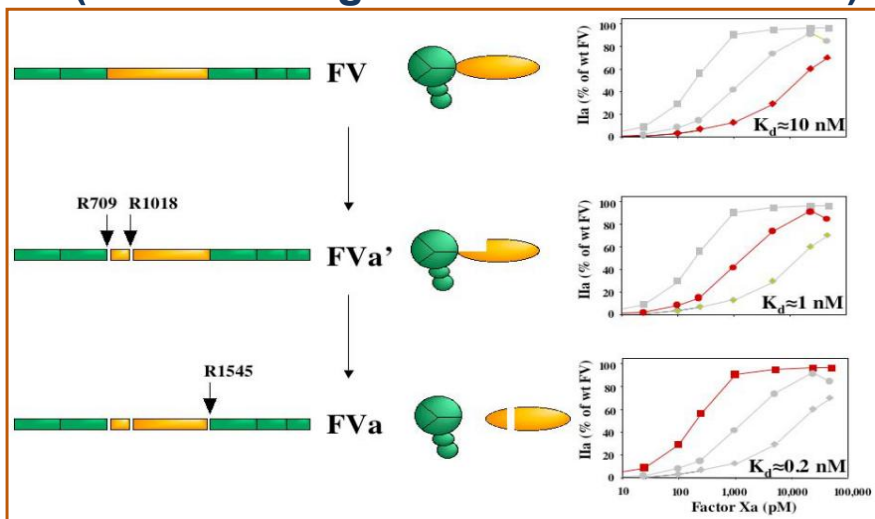 FV
IIa (% of wt FV)
100
80
60
40
20
0
Kd≈10 nM
R709 R1018
FVa’
IIa (% of wt FV)
100
80
60
40
20
0
Kd≈1 nM
R1545
FVa
IIa (% of wt FV)
100
80
60
40
20
0
Kd≈0.2 nM
10 100 1,000 10,000 100,000
Factor Xa (pM)